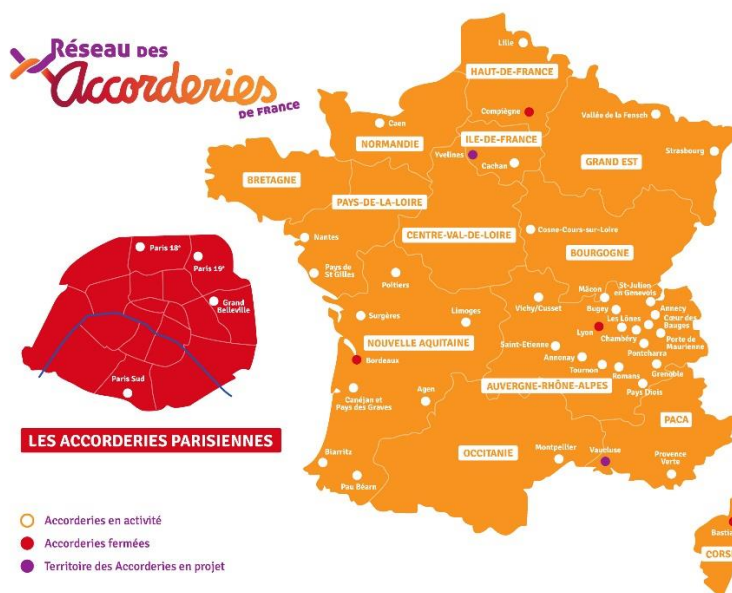 Réseau des
Accorderies
DE FRANCE
Lille
HAUT-DE-FRANCE
Compiègne
Caen
NORMANDIE
ILE-DE-FRANCE
Yvelines
Cachan
Vallée de la Fensch
Strasbourg
GRAND EST
BRETAGNE
PAYS-DE-LA-LOIRE
CENTRE-VAL-DE-LOIRE
Cosne-Cours-sur-Loire
BOURGOGNE
Nantes
Pays de
St Gilles
Poitiers
Surgères
Limoges
NOUVELLE AQUITAINE
Bordeaux
Canéjan et
Pays des Graves
Agen
Biarritz
Pau Béarn
Vichy/Cusset
Mâcon
St-Julien
en Genevois
Bugey
Annecy
Les Lônes
Cœur des
Bauges
Lyon
Chambéry
Porte de
Maurienne
Saint-Etienne
Pontcharra
Annonay
Tournon
Romans
Grenoble
AUVERGNE-RHÔNE-ALPES
Pays Diois
PACA
OCCITANIE
Montpellier
Vaucluse
Provence
Verte
Bastia
CORS
Paris 18e
Paris 19e
Grand
Belleville
Paris Sud
LES ACCORDERIES PARISIENNES
Accorderies en activité
Accorderies fermées
Territoire des Accorderies en projet